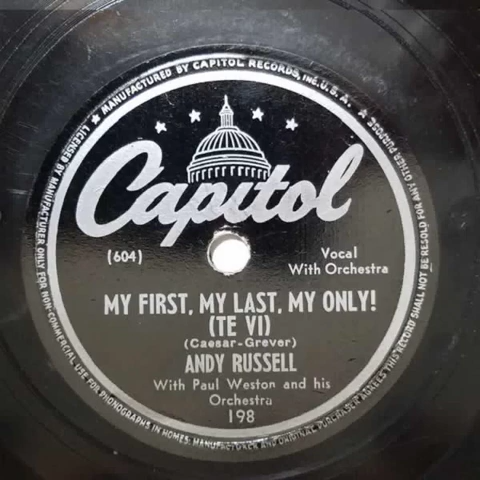 ★ MANUFACTURED BY CAPITOL RECORDS, INC. U.S.A. ★
Capitol
(604)
Vocal
With Orchestra
MY FIRST, MY LAST, MY ONLY!
(TE VI)
(Caesar-Grever)
ANDY RUSSELL
With Paul Weston and his
Orchestra
198
LICENSED BY MANUFACTURER ONLY FOR NON-COMMERCIAL USE FOR PHONOGRAPHS IN HOMES. MANUFACTURER AND ORIGINAL PURCHASER AGREES THIS RECORD SHALL NOT BE RESOLD FOR ANY OTHER PURPOSE